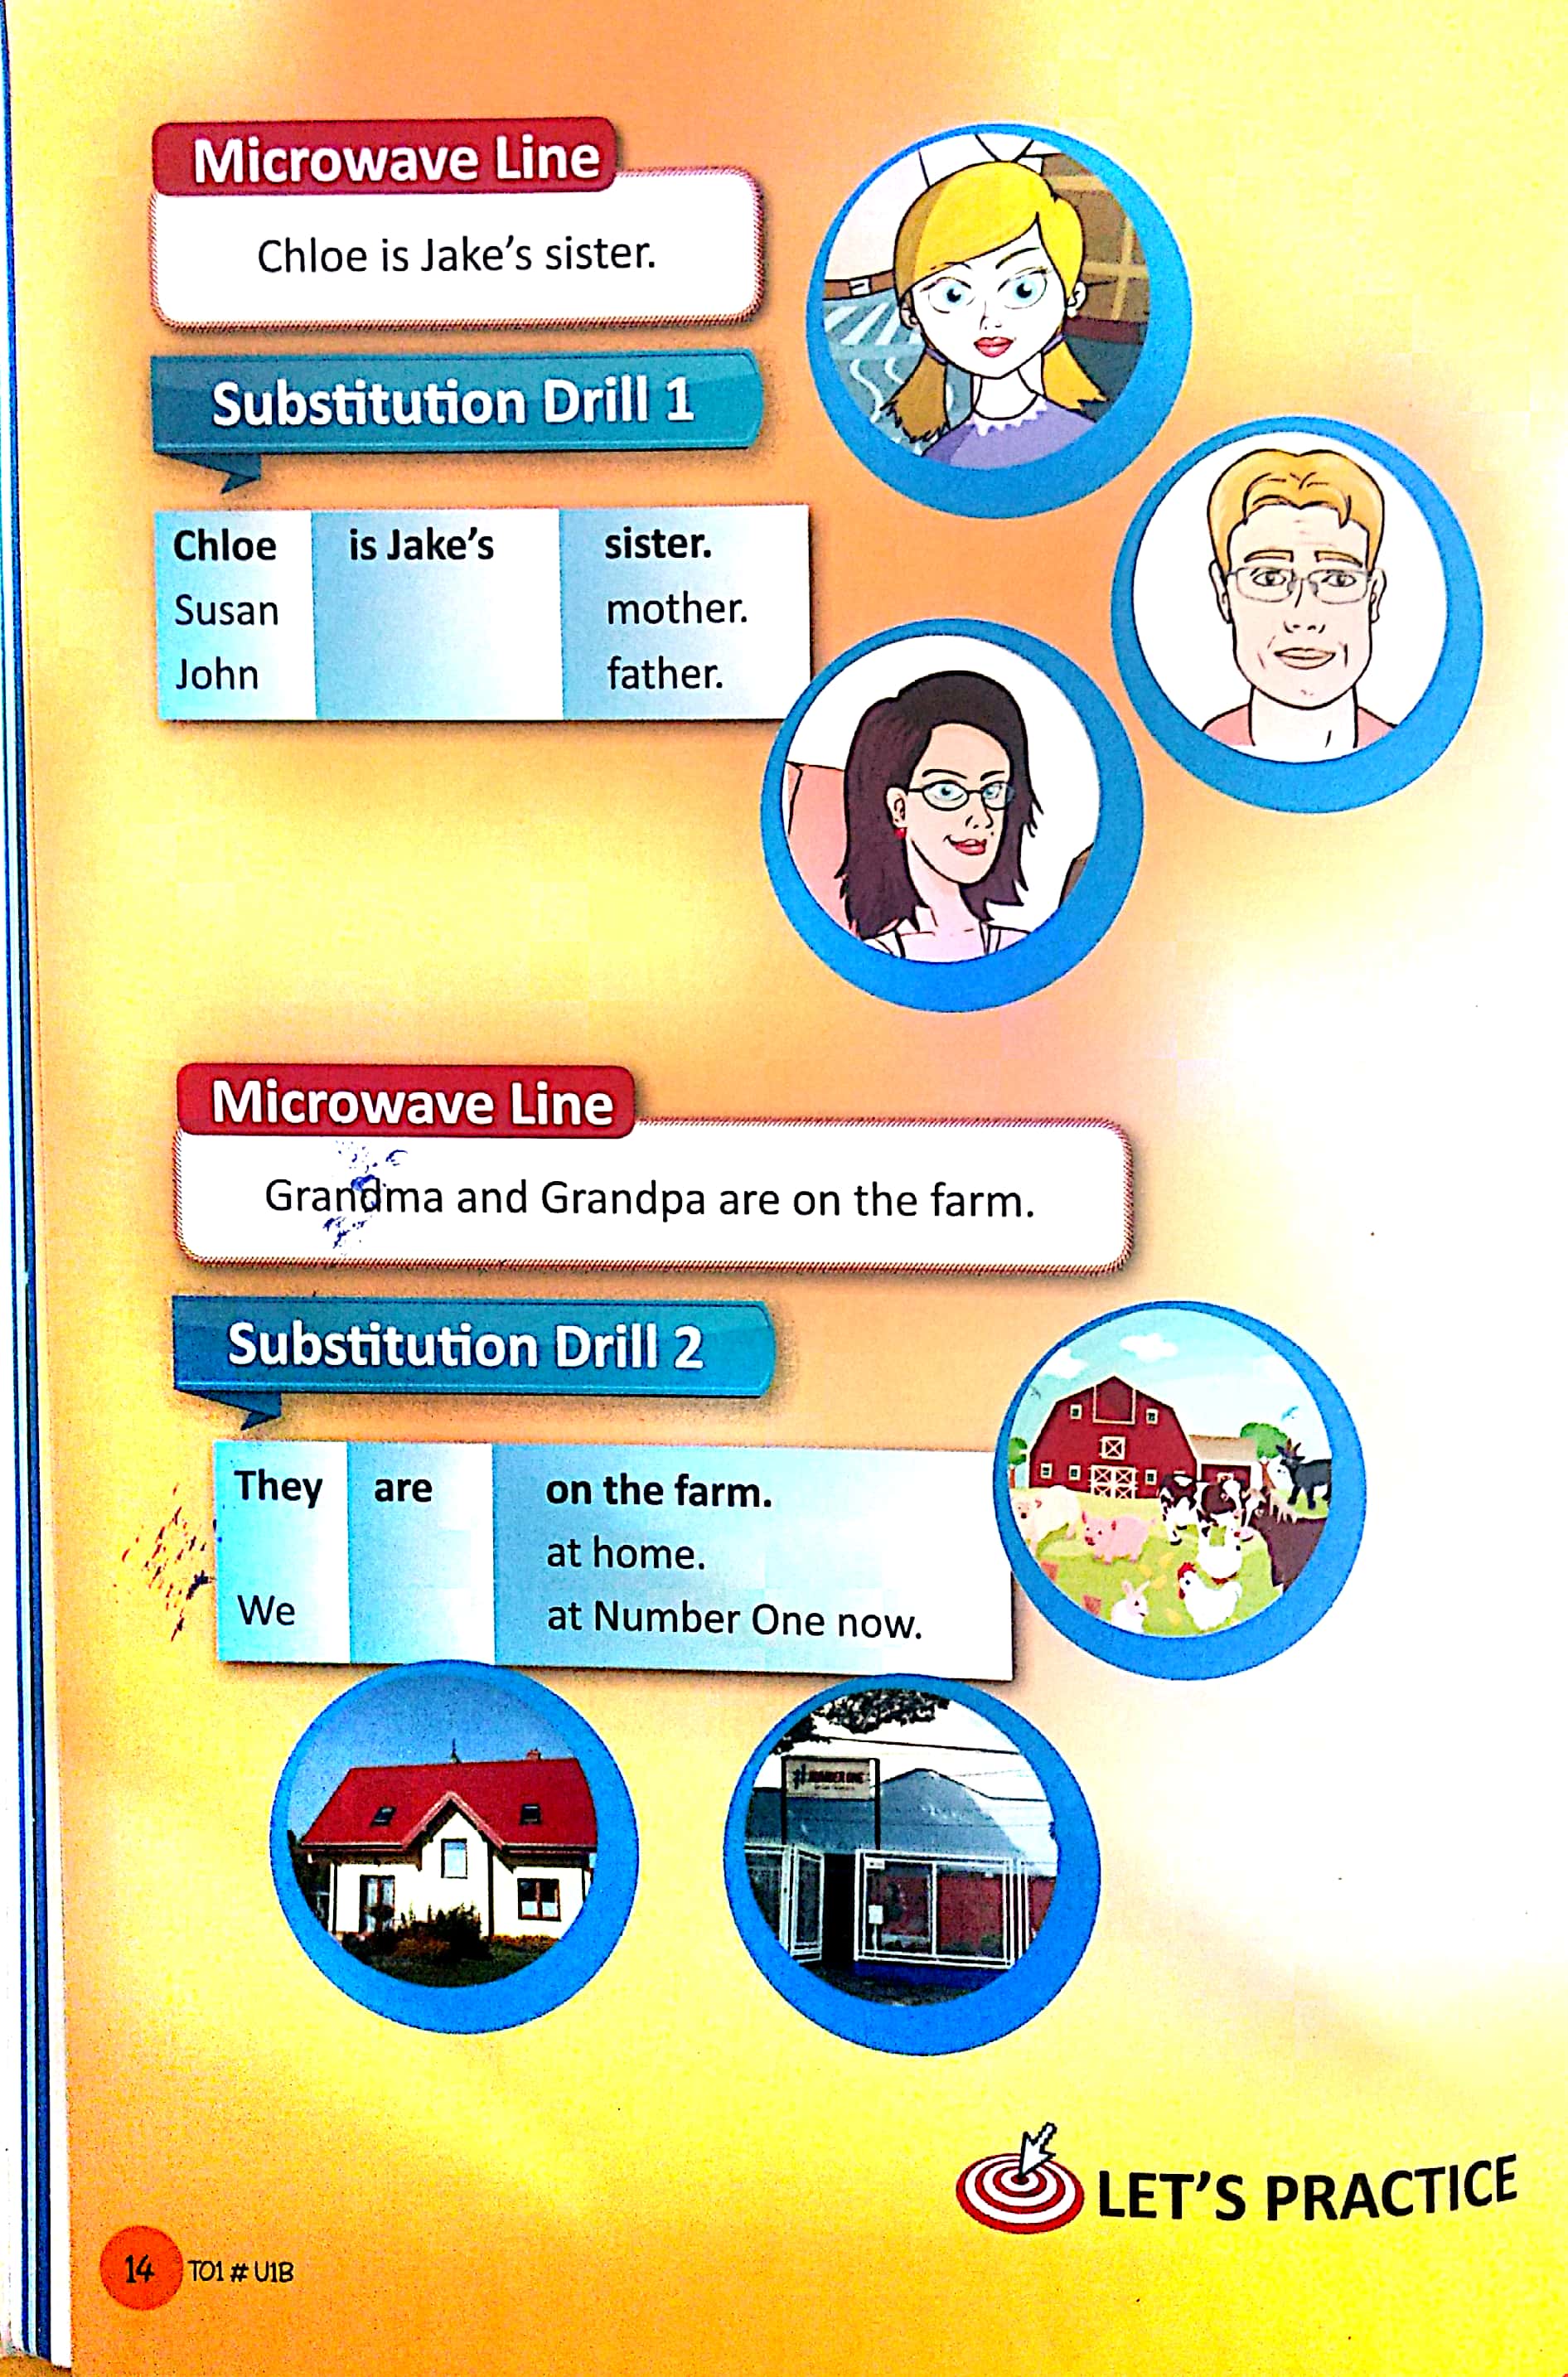 Microwave Line
Chloe is Jake's sister.
Substitution Drill 1
Chloe is Jake's sister.
Susan mother.
John father.
Microwave Line
Grandma and Grandpa are on the farm.
Substitution Drill 2
They are on the farm.
at home.
We at Number One now.
LET'S PRACTICE
14 TO1 # U1B